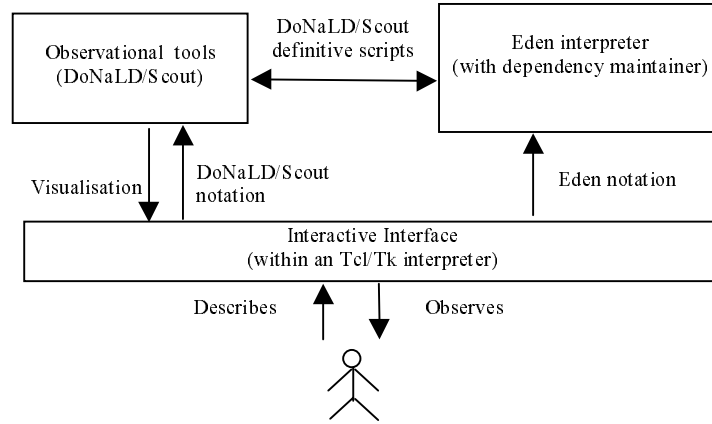 Observational tools
(DoNaLD/Scout)
DoNaLD/Scout
definitive scripts
Eden interpreter
(with dependency maintainer)
Visualisation
DoNaLD/Scout
notation
Eden notation
Interactive Interface
(within an Tcl/Tk interpreter)
Describes
Observes